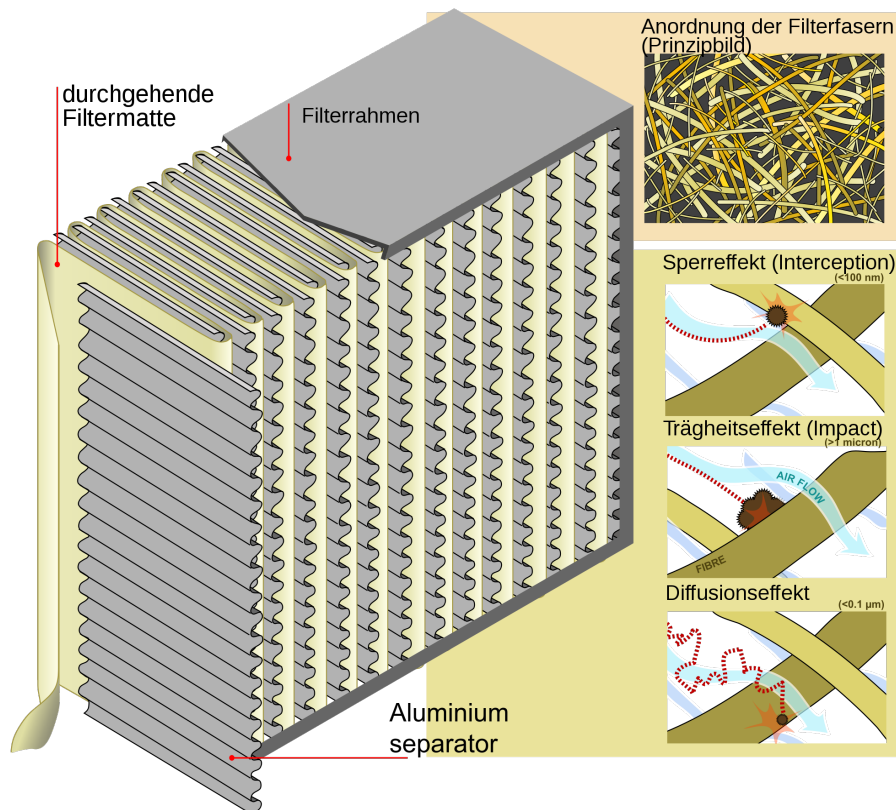 Anordnung der Filterfasern
(Prinzipbild)
durchgehende
Filtermatte
Filterrahmen
Sperreffekt (Interception)
(<100 nm)
Trägheitseffekt (Impact)
(>1 micron)
AIR FLOW
FIBRE
Diffusionseffekt
(<0.1 µm)
Aluminium
separator